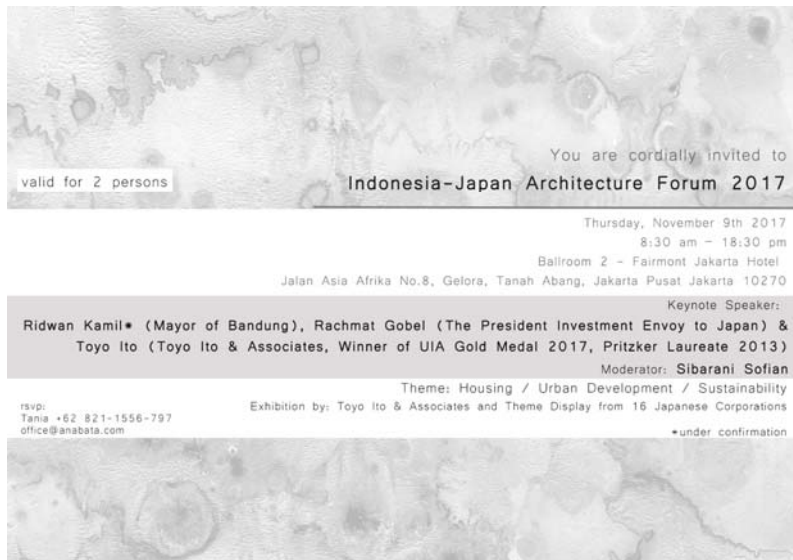 You are cordially invited to
valid for 2 persons
Indonesia-Japan Architecture Forum 2017
Thursday, November 9th 2017
8:30 am - 18:30 pm
Ballroom 2 - Fairmont Jakarta Hotel
Jalan Asia Afrika No.8, Gelora, Tanah Abang, Jakarta Pusat Jakarta 10270
Keynote Speaker:
Ridwan Kamil* (Mayor of Bandung), Rachmat Gobel (The President Investment Envoy to Japan) &
Toyo Ito (Toyo Ito & Associates, Winner of UIA Gold Medal 2017, Pritzker Laureate 2013)
Moderator: Sibarani Sofian
Theme: Housing / Urban Development / Sustainability
Exhibition by: Toyo Ito & Associates and Theme Display from 16 Japanese Corporations
*under confirmation
rsvp:
Tania +62 821-1556-797
office@anabata.com